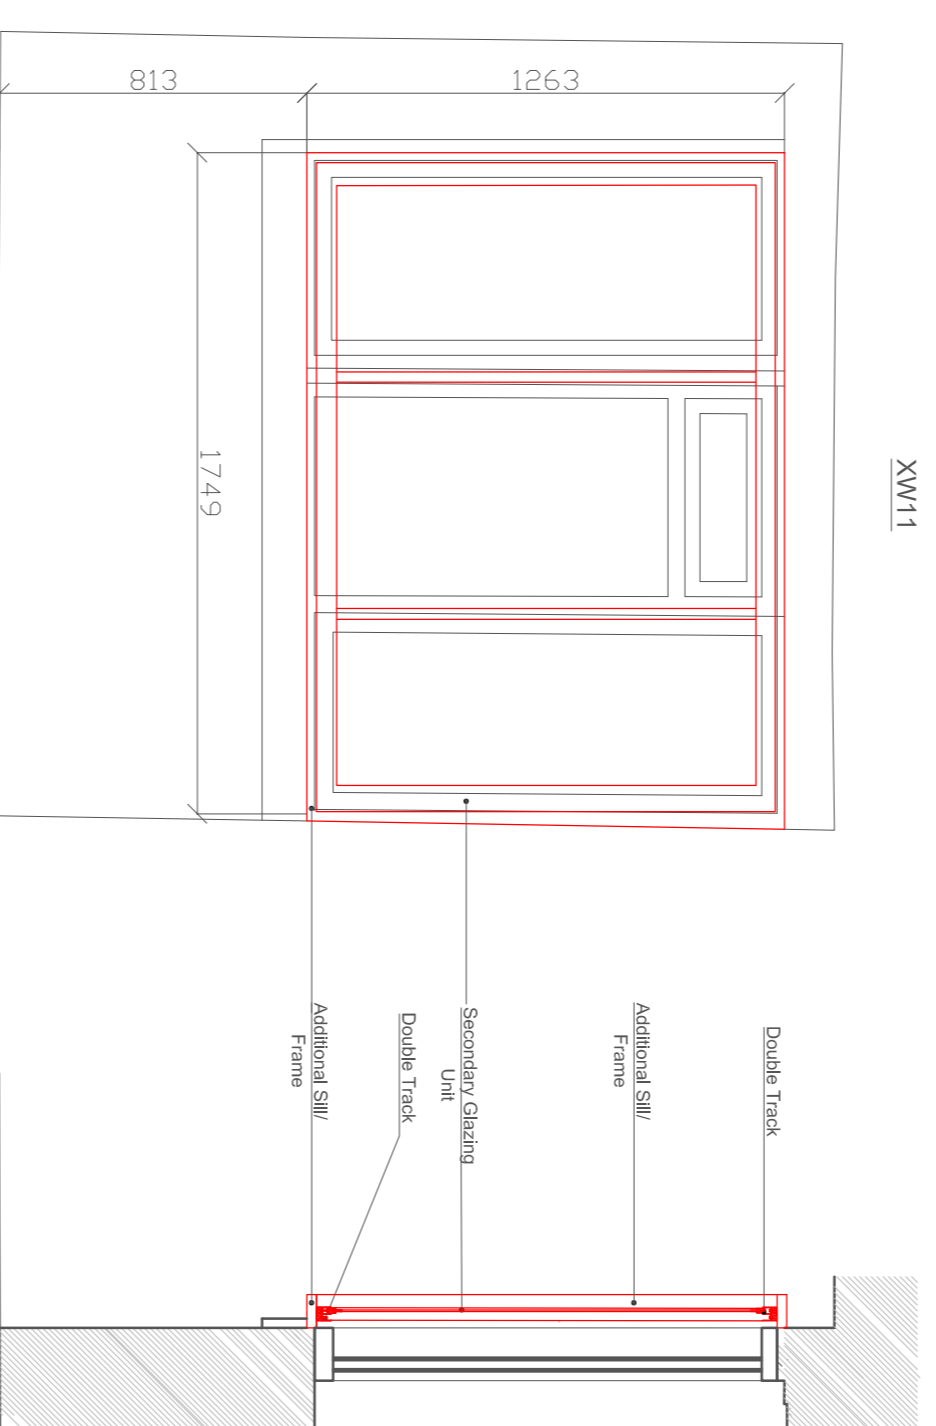 XW11
813
1263
1749
Additional Sill/
Frame
Double Track
Secondary Glazing
Unit
Additional Sill/
Frame
Double Track